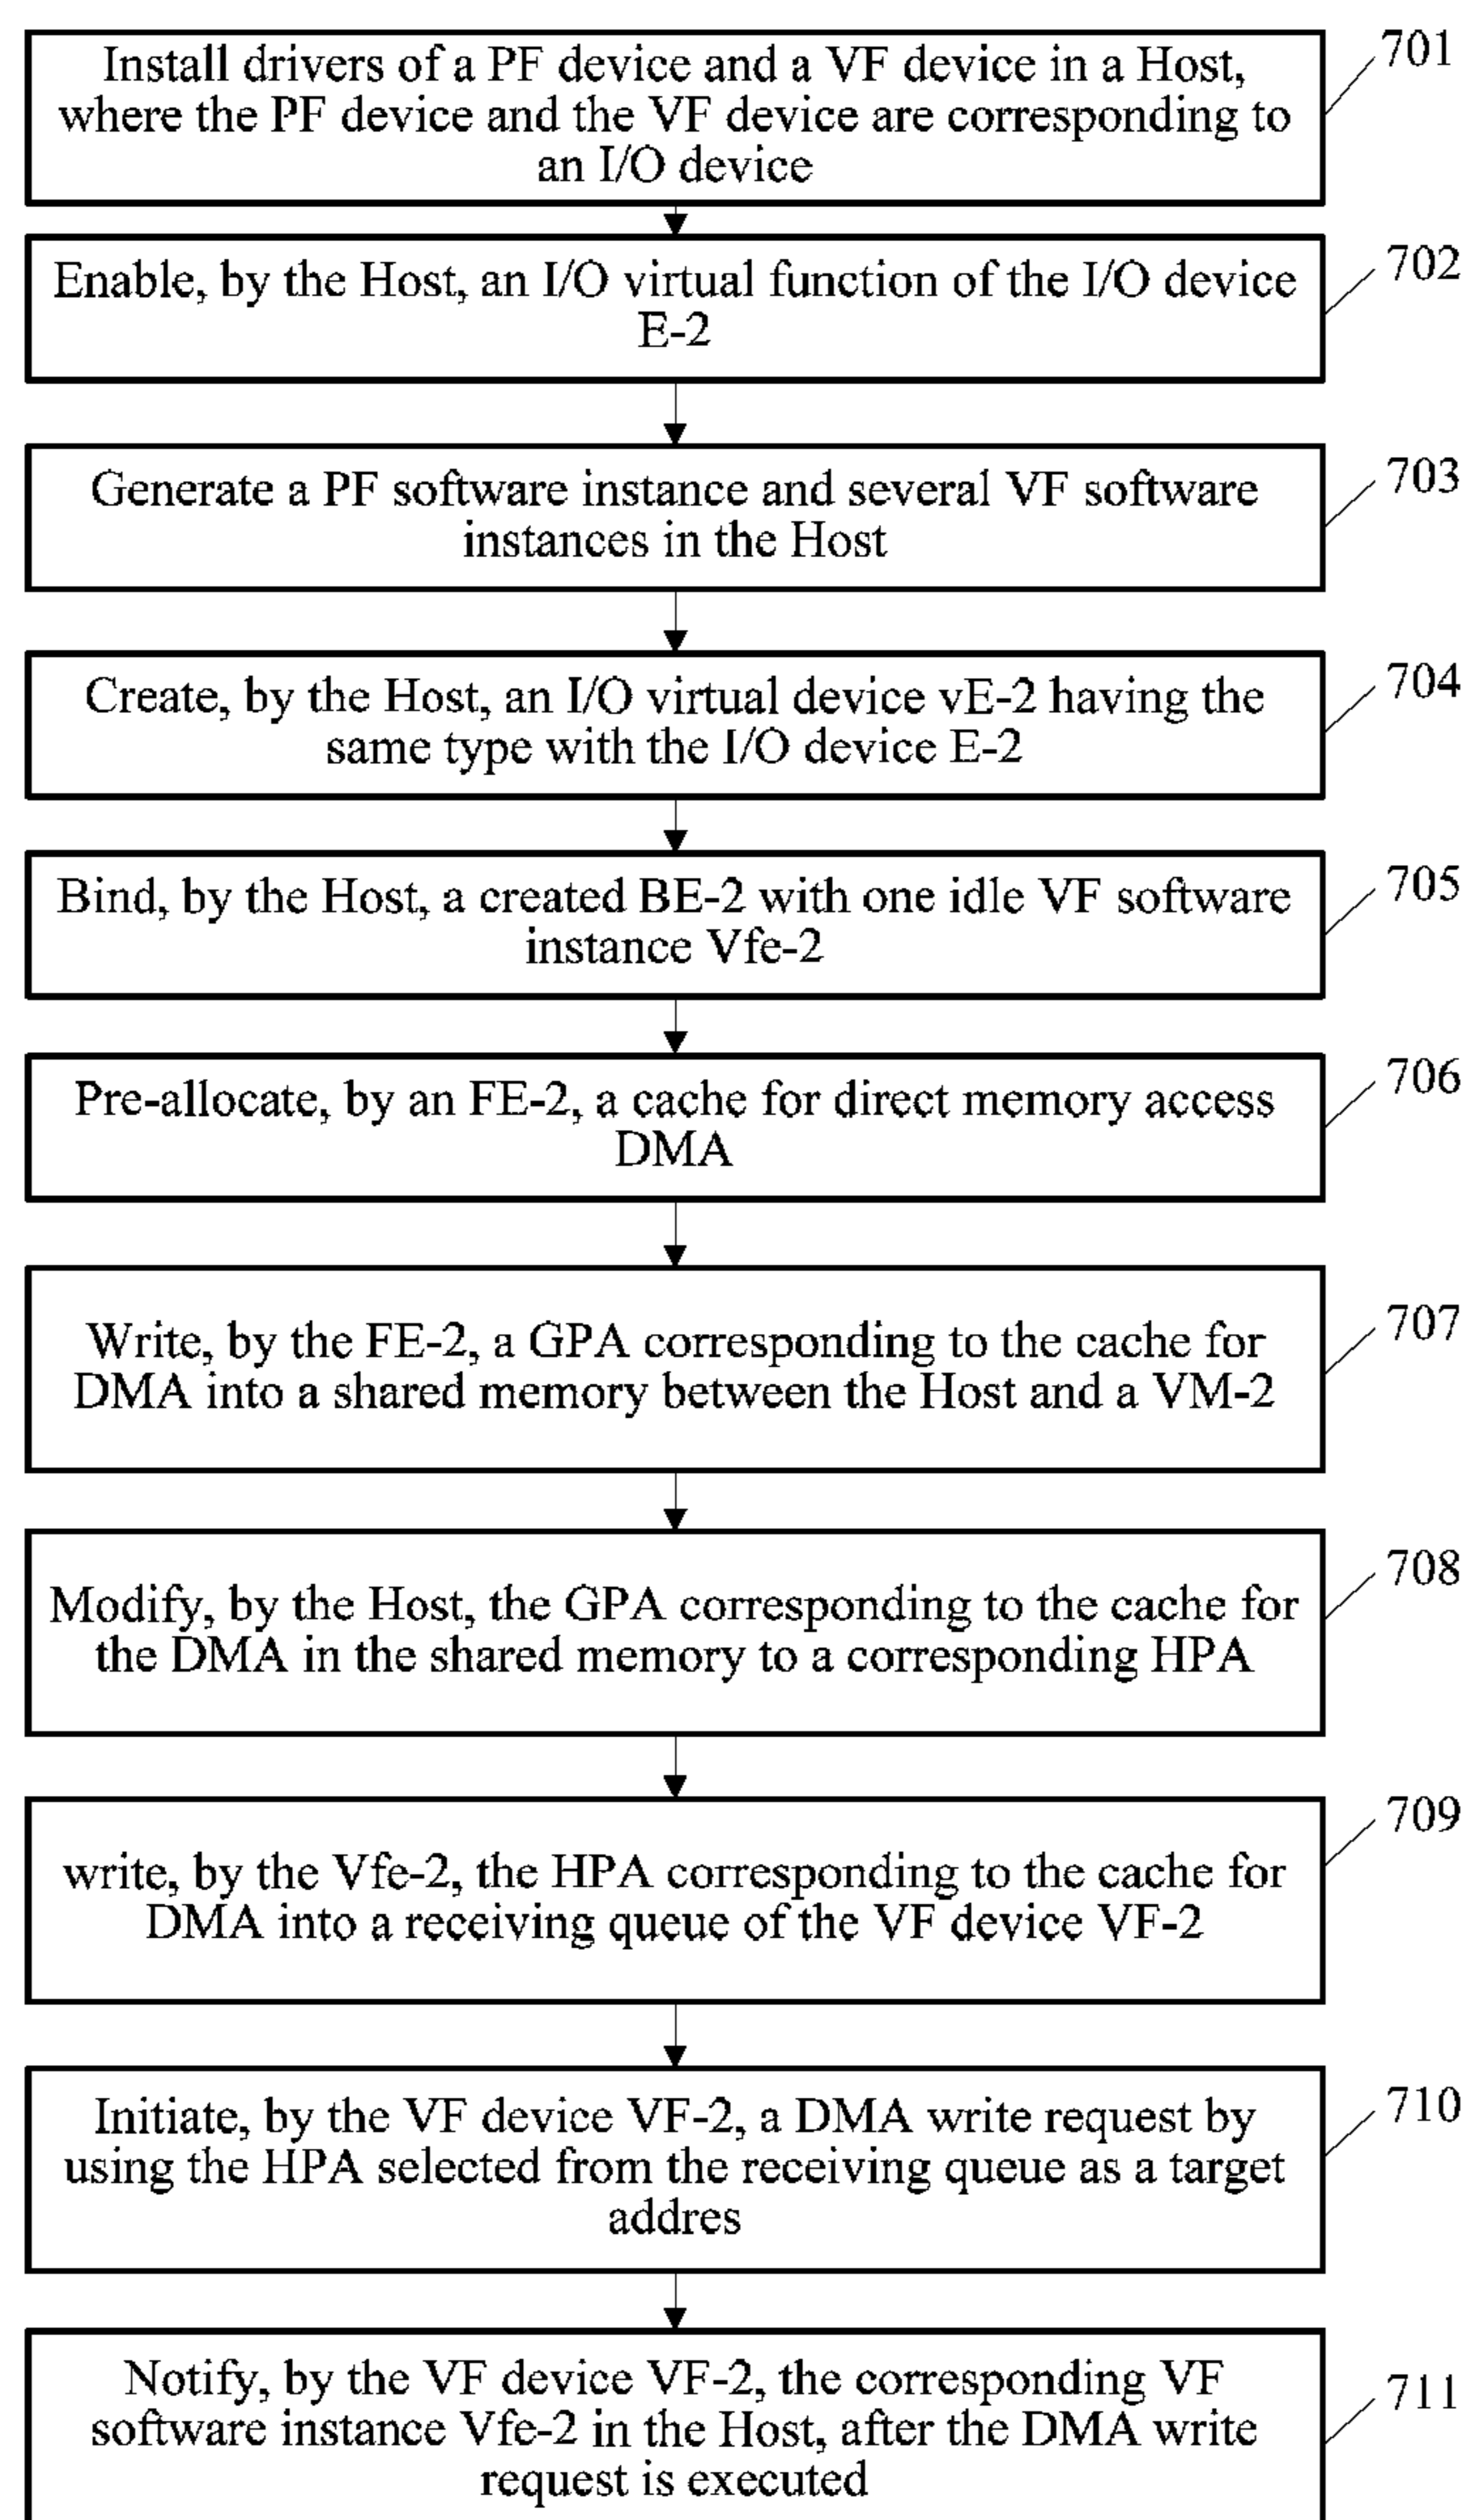 Install drivers of a PF device and a VF device in a Host,
where the PF device and the VF device are corresponding to
an I/O device
701
Enable, by the Host, an I/O virtual function of the I/O device
E-2
702
Generate a PF software instance and several VF software
instances in the Host
703
Create, by the Host, an I/O virtual device vE-2 having the
same type with the I/O device E-2
704
Bind, by the Host, a created BE-2 with one idle VF software
instance Vfe-2
705
Pre-allocate, by an FE-2, a cache for direct memory access
DMA
706
Write, by the FE-2, a GPA corresponding to the cache for
DMA into a shared memory between the Host and a VM-2
707
Modify, by the Host, the GPA corresponding to the cache for
the DMA in the shared memory to a corresponding HPA
708
write, by the Vfe-2, the HPA corresponding to the cache for
DMA into a receiving queue of the VF device VF-2
709
Initiate, by the VF device VF-2, a DMA write request by
using the HPA selected from the receiving queue as a target
addres
710
Notify, by the VF device VF-2, the corresponding VF
software instance Vfe-2 in the Host, after the DMA write
request is executed
711